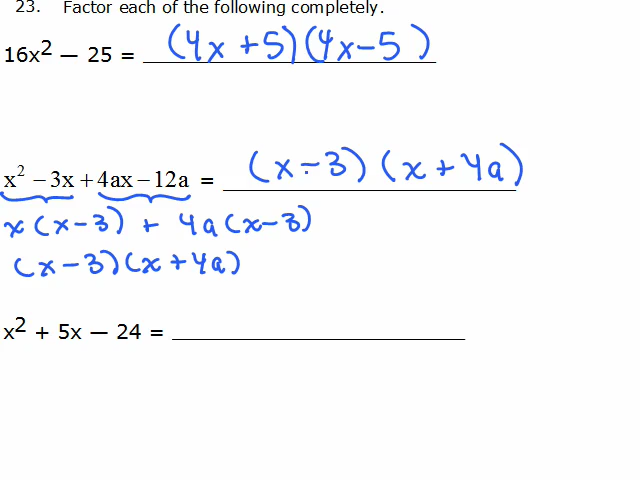 23. Factor each of the following completely.
16x² − 25 = (4x + 5)(4x − 5)
x² − 3x + 4ax − 12a = (x − 3)(x + 4a)
x(x − 3) + 4a(x − 3)
(x − 3)(x + 4a)
x² + 5x − 24 = ___